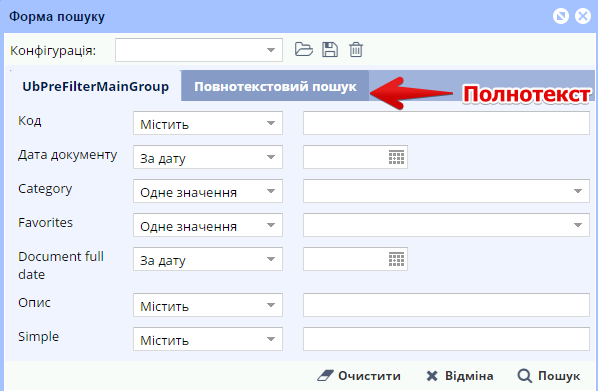 Форма пошуку
Конфігурація:
UbPreFilterMainGroup Повнотекстовий пошук Полнотекст
Код Містить
Дата документу За дату
Category Одне значення
Favorites Одне значення
Document full date За дату
Опис Містить
Simple Містить
Очистити Відміна Пошук